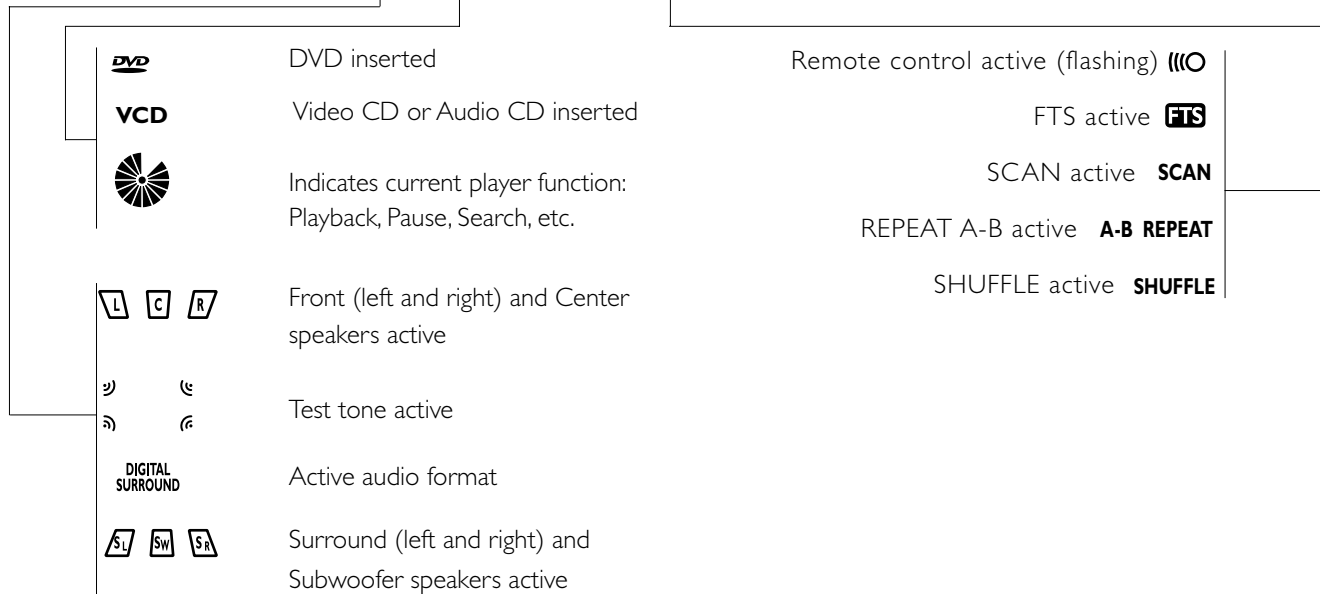 DVD DVD inserted
VCD Video CD or Audio CD inserted
Indicates current player function:
Playback, Pause, Search, etc.
L C R Front (left and right) and Center
speakers active
Test tone active
DIGITAL
SURROUND
Active audio format
SL SW SR Surround (left and right) and
Subwoofer speakers active
Remote control active (flashing)
FTS active FTS
SCAN active SCAN
REPEAT A-B active A-B REPEAT
SHUFFLE active SHUFFLE